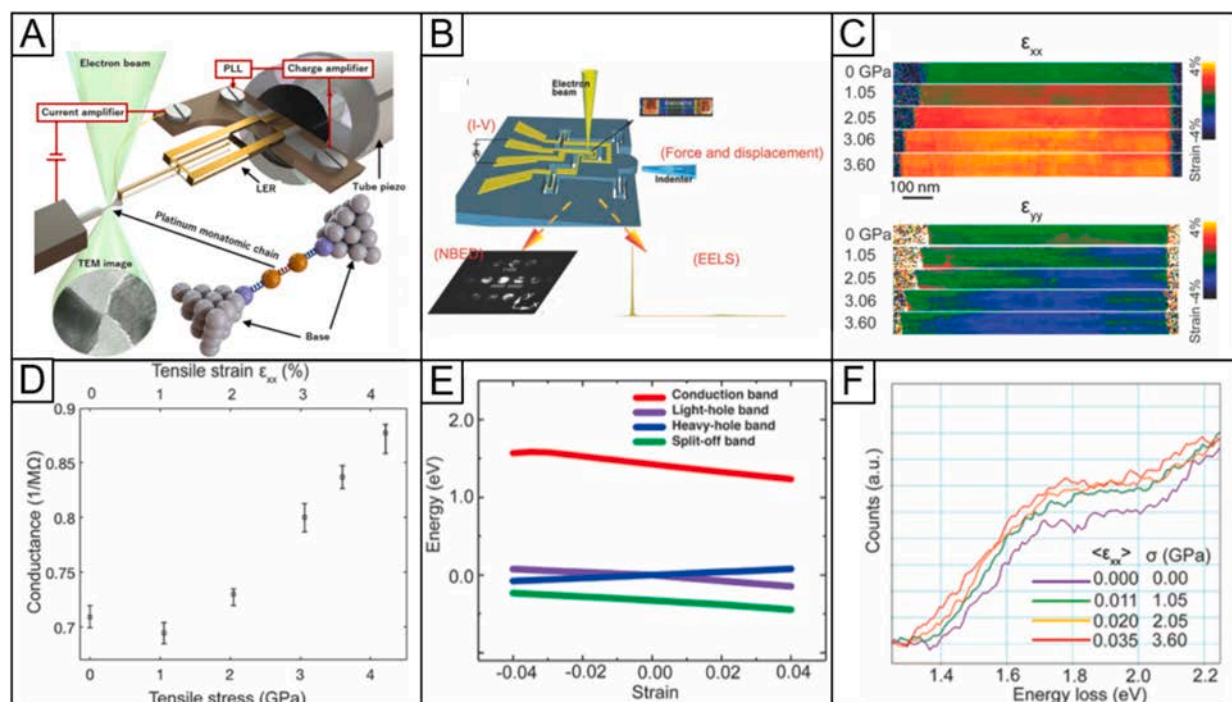 A
Electron beam
PLL
Charge amplifier
Current amplifier
LER
Tube piezo
Platinum monatomic
chain
TEM image
Base
B
Electron
beam
(I-V)
(Force and displacement)
Indenter
(NBED)
(EELS)
C
εxx
0 GPa
1.05
2.05
3.06
3.60
4%
Strain
-4%
100 nm
εyy
0 GPa
1.05
2.05
3.06
3.60
4%
Strain
-4%
D
Tensile strain εxx (%)
0 1 2 3 4
Conductance (1/MΩ)
0.9
0.85
0.8
0.75
0.7
0 1 2 3 4
Tensile stress (GPa)
E
Conduction band
Light-hole band
Heavy-hole band
Split-off band
Energy (eV)
2.0
1.0
0.0
-0.04 -0.02 0.00 0.02 0.04
Strain
F
Counts (a.u.)
<εxx> σ (GPa)
0.000 0.00
0.011 1.05
0.020 2.05
0.035 3.60
1.4 1.6 1.8 2.0 2.2
Energy loss (eV)